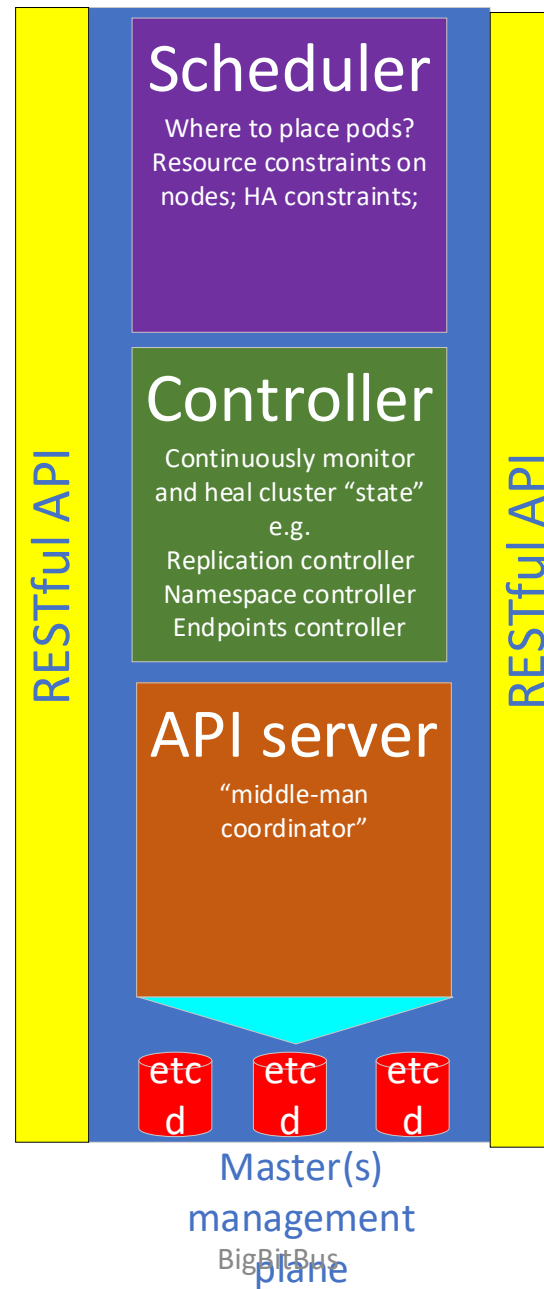 Scheduler
Where to place pods?
Resource constraints on
nodes; HA constraints;
RESTful API
Controller
Continuously monitor
and heal cluster “state”
e.g.
Replication controller
Namespace controller
Endpoints controller
RESTful API
API server
“middle-man
coordinator”
etc
d
etc
d
etc
d
Master(s)
management
plane
BigBitBus